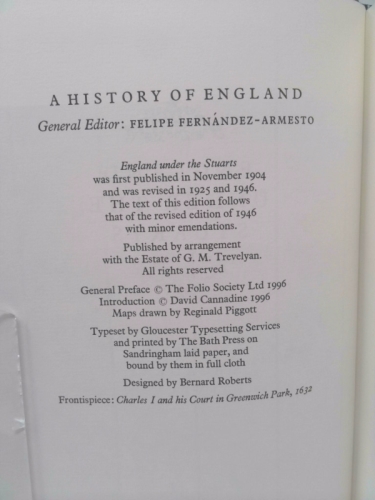 A HISTORY OF ENGLAND
General Editor: FELIPE FERNÁNDEZ-ARMESTO
England under the Stuarts
was first published in November 1904
and was revised in 1925 and 1946.
The text of this edition follows
that of the revised edition of 1946
with minor emendations.
Published by arrangement
with the Estate of G. M. Trevelyan.
All rights reserved
General Preface © The Folio Society Ltd 1996
Introduction © David Cannadine 1996
Maps drawn by Reginald Piggott
Typeset by Gloucester Typesetting Services
and printed by The Bath Press on
Sandringham laid paper, and
bound by them in full cloth
Designed by Bernard Roberts
Frontispiece: Charles I and his Court in Greenwich Park, 1632